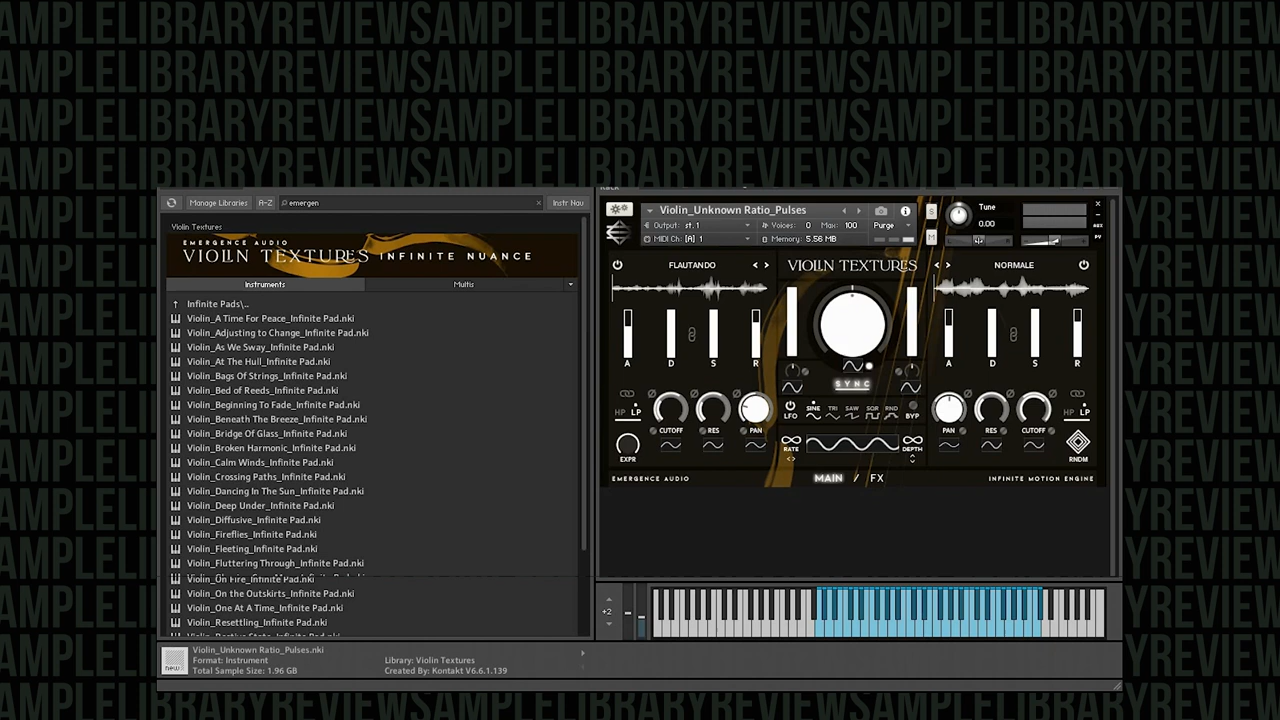 SAMPLELIBRARYREVIEWSAMPLELIBRARYREVIEWSAMPLELIBRARYREVIEWS
Manage Libraries
A-Z
emergen
×
Instr Nav
Violin Textures
EMERGENCE AUDIO
VIOLIN TEXTURES INFINITE NUANCE
Instruments
Multis
Infinite Pads\..
Violin_A Time For Peace_Infinite Pad.nki
Violin_Adjusting to Change_Infinite Pad.nki
Violin_As We Sway_Infinite Pad.nki
Violin_At The Hull_Infinite Pad.nki
Violin_Bags Of Strings_Infinite Pad.nki
Violin_Bed of Reeds_Infinite Pad.nki
Violin_Beginning To Fade_Infinite Pad.nki
Violin_Beneath The Breeze_Infinite Pad.nki
Violin_Bridge Of Glass_Infinite Pad.nki
Violin_Broken Harmonic_Infinite Pad.nki
Violin_Calm Winds_Infinite Pad.nki
Violin_Crossing Paths_Infinite Pad.nki
Violin_Dancing In The Sun_Infinite Pad.nki
Violin_Deep Under_Infinite Pad.nki
Violin_Diffusive_Infinite Pad.nki
Violin_Fireflies_Infinite Pad.nki
Violin_Fleeting_Infinite Pad.nki
Violin_Fluttering Through_Infinite Pad.nki
Violin_On Fire_Infinite Pad.nki
Violin_On the Outskirts_Infinite Pad.nki
Violin_One At A Time_Infinite Pad.nki
Violin_Resettling_Infinite Pad.nki
new
Violin_Unknown Ratio_Pulses.nki
Format: Instrument
Total Sample Size: 1.96 GB
Library: Violin Textures
Created By: Kontakt V6.6.1.139
Violin_Unknown Ratio_Pulses
Output: st.1
Voices: 0 Max: 100
Purge
MIDI Ch: [A] 1
Memory: 5.56 MB
S
M
Tune
0.00
AUX
PV
FLAUTANDO
VIOLIN TEXTURES
NORMALE
A D S R
A D S R
SYNC
HP LP
CUTOFF RES PAN
LFO SINE TRI SAW SQR RND BYP
PAN RES CUTOFF
HP LP
EXPR
RATE
DEPTH
RNDM
EMERGENCE AUDIO
MAIN / FX
INFINITE MOTION ENGINE
+2